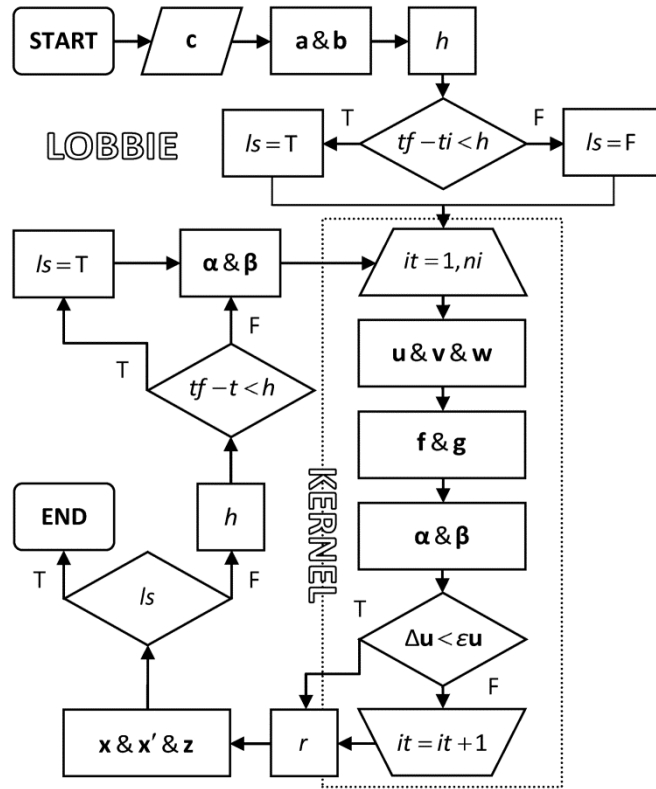 START
c
a & b
h
T
tf − ti < h
F
ls = T
ls = F
LOBBIE
ls = T
α & β
it = 1, ni
F
T
u & v & w
tf − t < h
f & g
KERNEL
END
h
α & β
T
ls
F
T
Δu < εu
F
x & x′ & z
r
it = it + 1